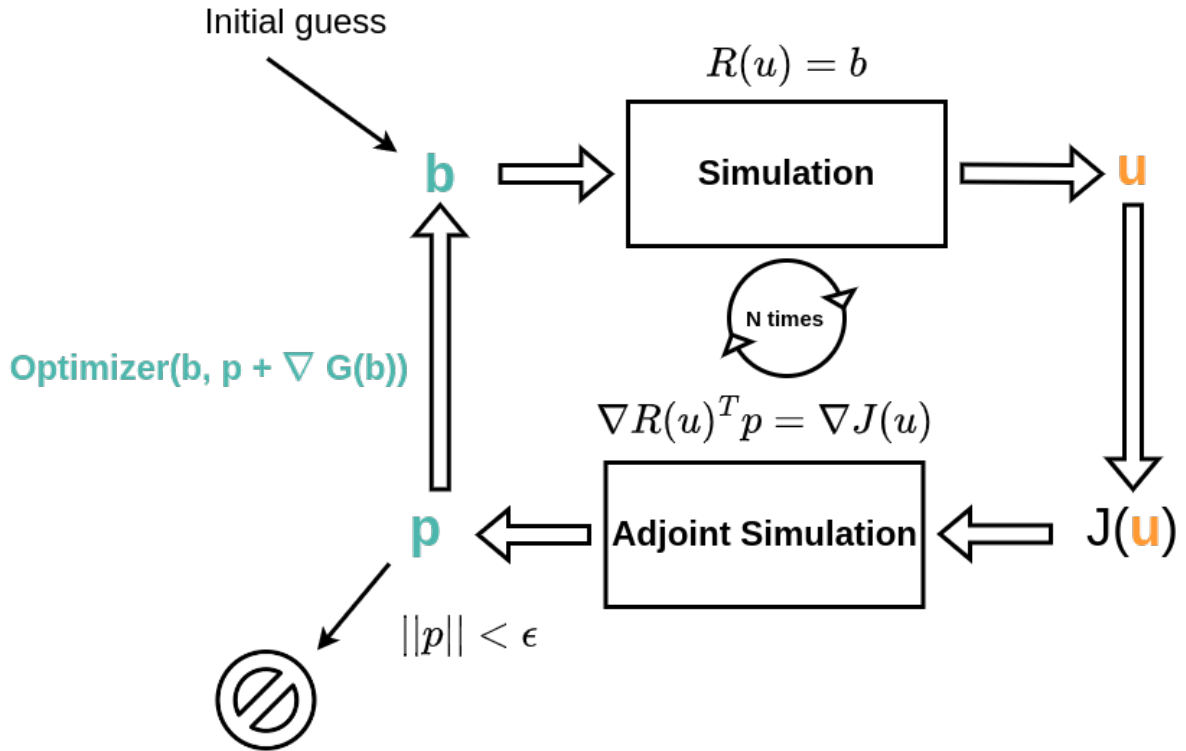 Initial guess
R(u) = b
b
Simulation
u
N times
Optimizer(b, p + ∇ G(b))
∇R(u)^T p = ∇J(u)
p
Adjoint Simulation
J(u)
||p|| < ϵ